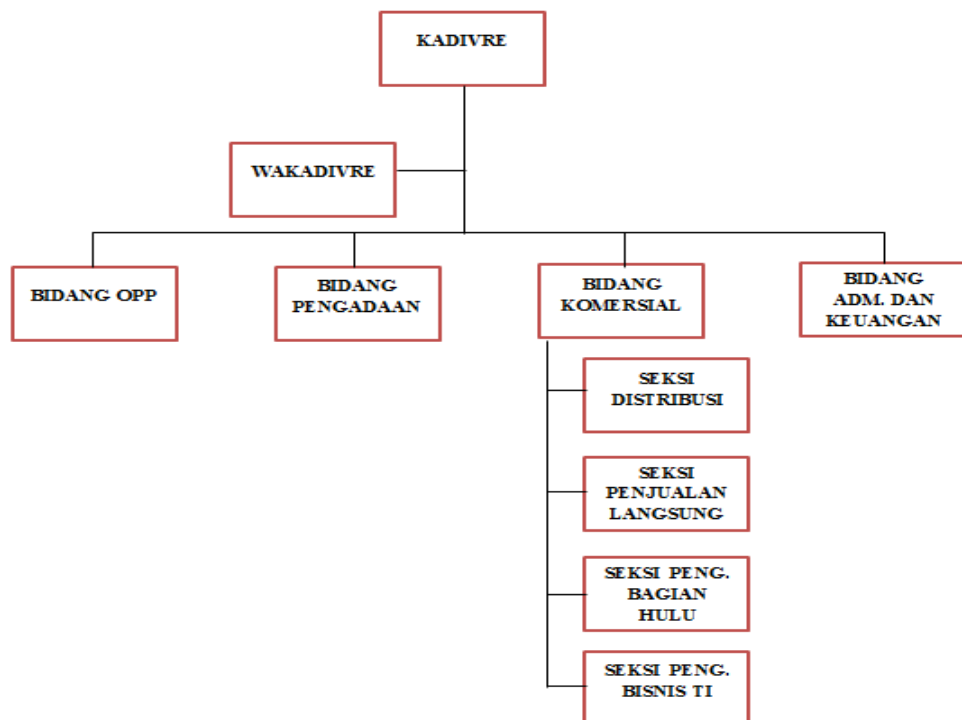 KADIVRE
WAKADIVRE
BIDANG OPP
BIDANG
PENGADAAN
BIDANG
KOMERSIAL
BIDANG
ADM. DAN
KEUANGAN
SEKSI
DISTRIBUSI
SEKSI
PENJUALAN
LANGSUNG
SEKSI PENG.
BAGIAN
HULU
SEKSI PENG.
BISNIS TI